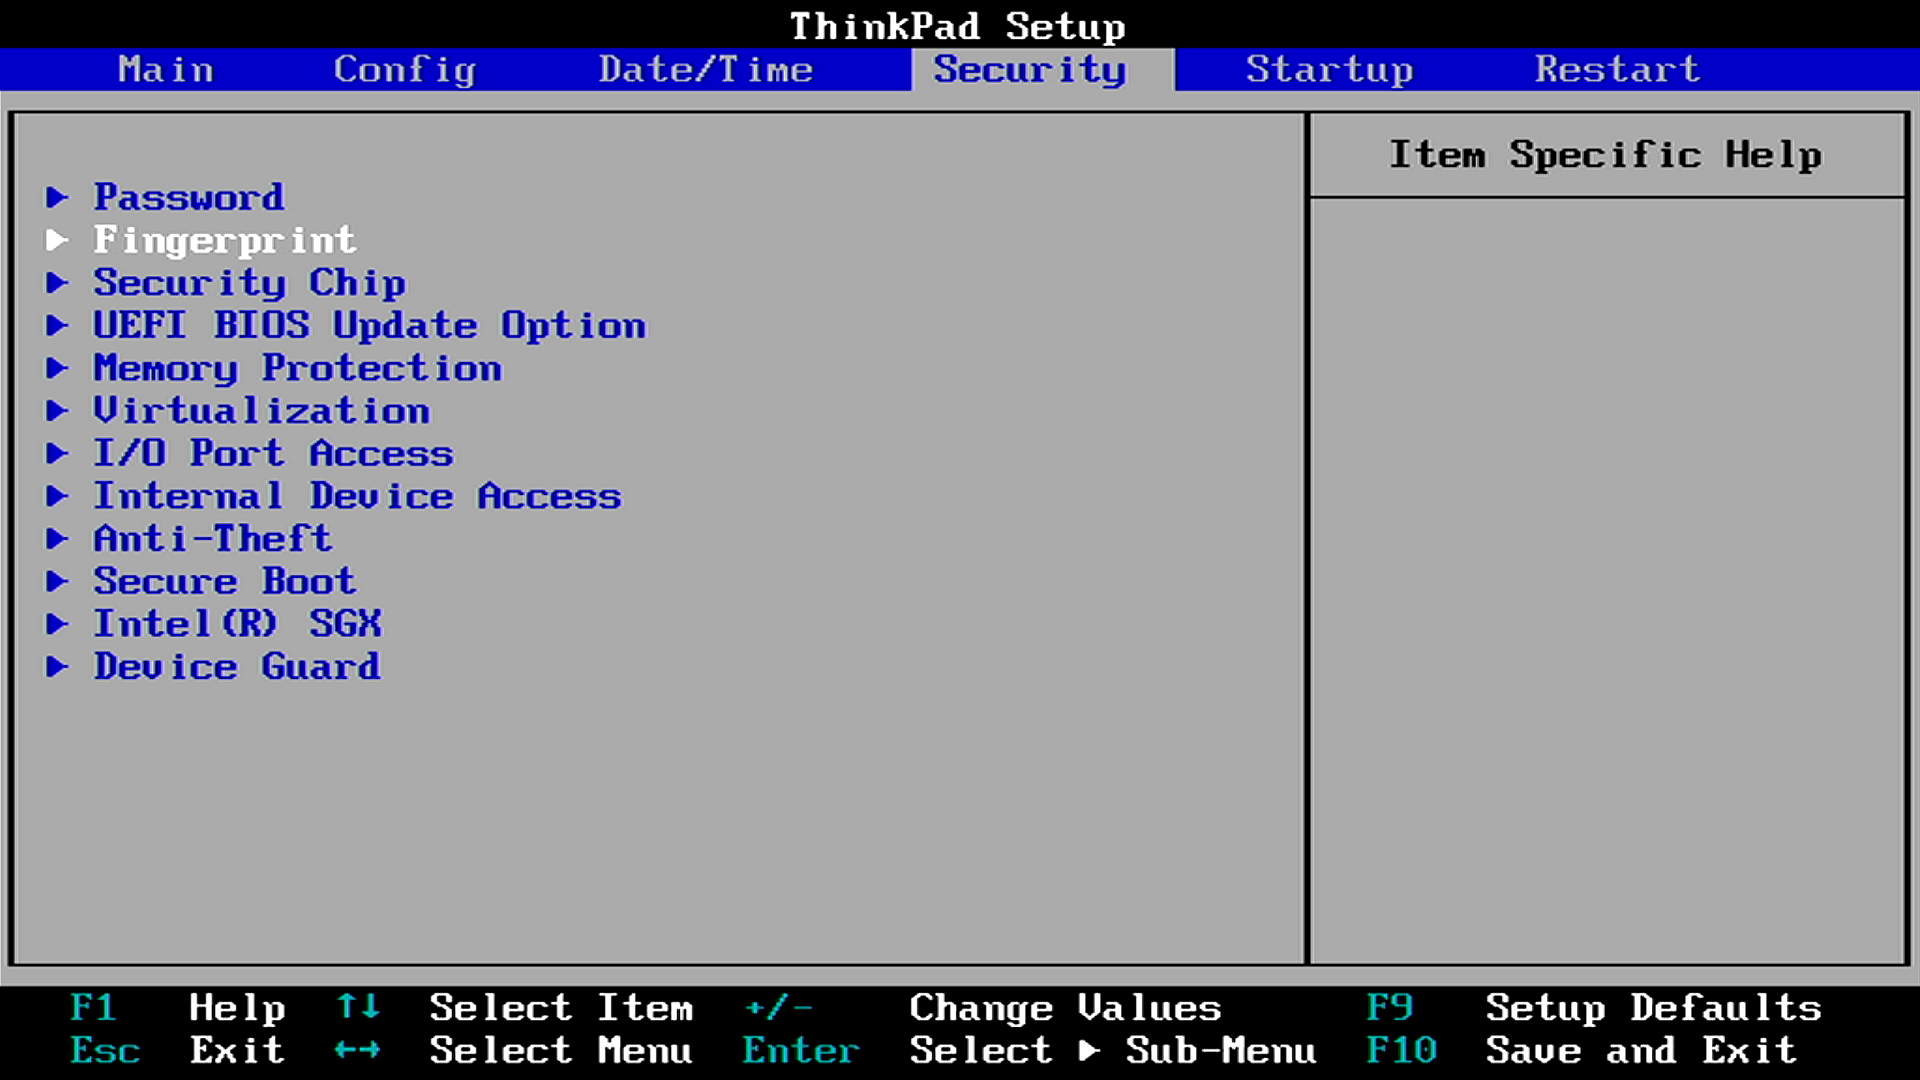 ThinkPad Setup
Main Config Date/Time Security Startup Restart
Item Specific Help
Password
Fingerprint
Security Chip
UEFI BIOS Update Option
Memory Protection
Virtualization
I/O Port Access
Internal Device Access
Anti-Theft
Secure Boot
Intel(R) SGX
Device Guard
F1 Help ↑↓ Select Item +/- Change Values F9 Setup Defaults
Esc Exit ←→ Select Menu Enter Select ▶ Sub-Menu F10 Save and Exit